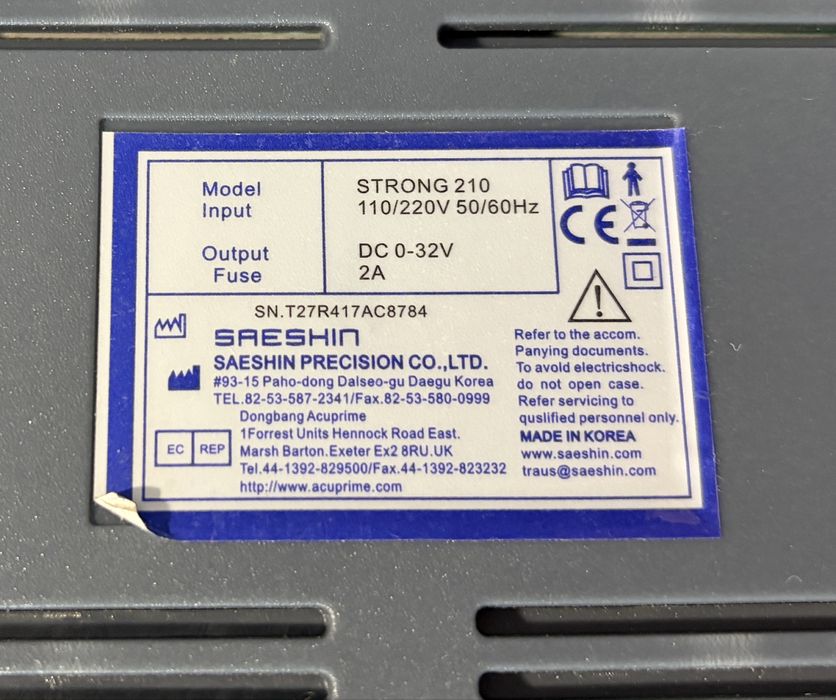 Model STRONG 210
Input 110/220V 50/60Hz
Output DC 0-32V
Fuse 2A
CE
SN.T27R417AC8784
SAESHIN
SAESHIN PRECISION CO.,LTD.
#93-15 Paho-dong Dalseo-gu Daegu Korea
TEL.82-53-587-2341/Fax.82-53-580-0999
Dongbang Acuprime
1Forrest Units Hennock Road East.
Marsh Barton.Exeter Ex2 8RU.UK
Tel.44-1392-829500/Fax.44-1392-823232
http://www.acuprime.com
EC REP
Refer to the accom.
Panying documents.
To avoid electricshock.
do not open case.
Refer servicing to
quslified personnel only.
MADE IN KOREA
www.saeshin.com
traus@saeshin.com